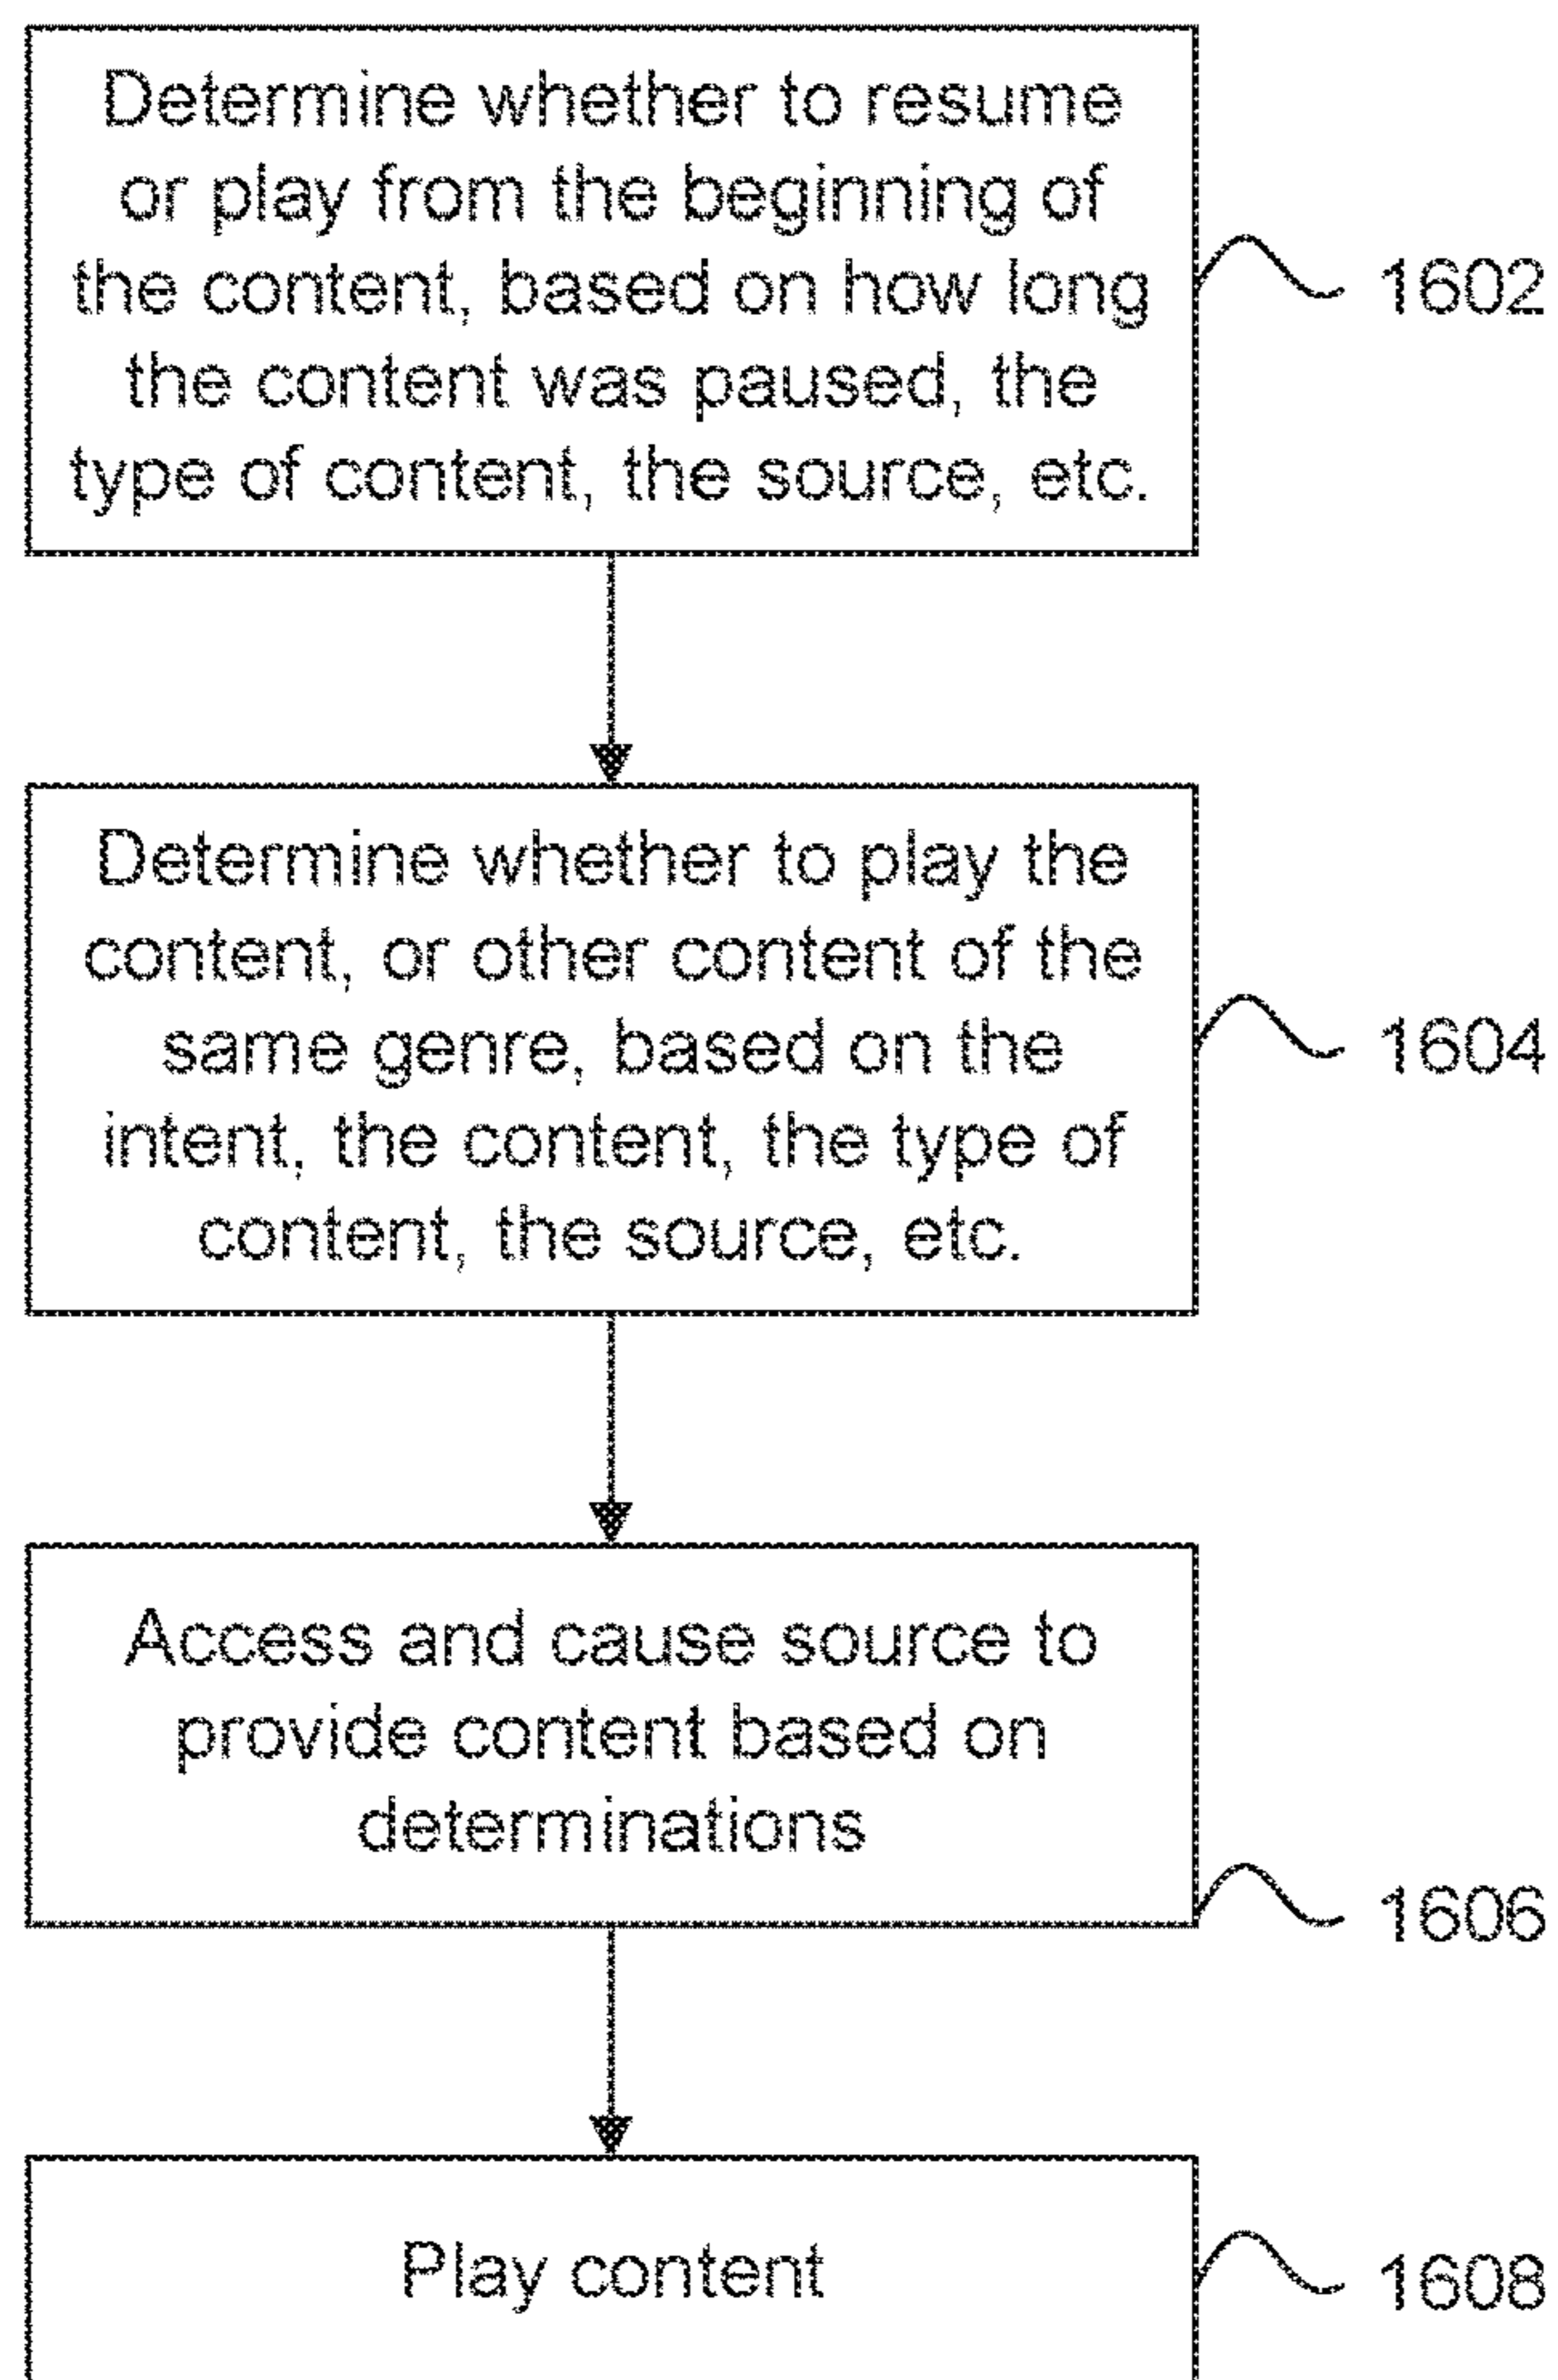 Determine whether to resume
or play from the beginning of
the content, based on how long
the content was paused, the
type of content, the source, etc.
1602
Determine whether to play the
content, or other content of the
same genre, based on the
intent, the content, the type of
content, the source, etc.
1604
Access and cause source to
provide content based on
determinations
1606
Play content
1608